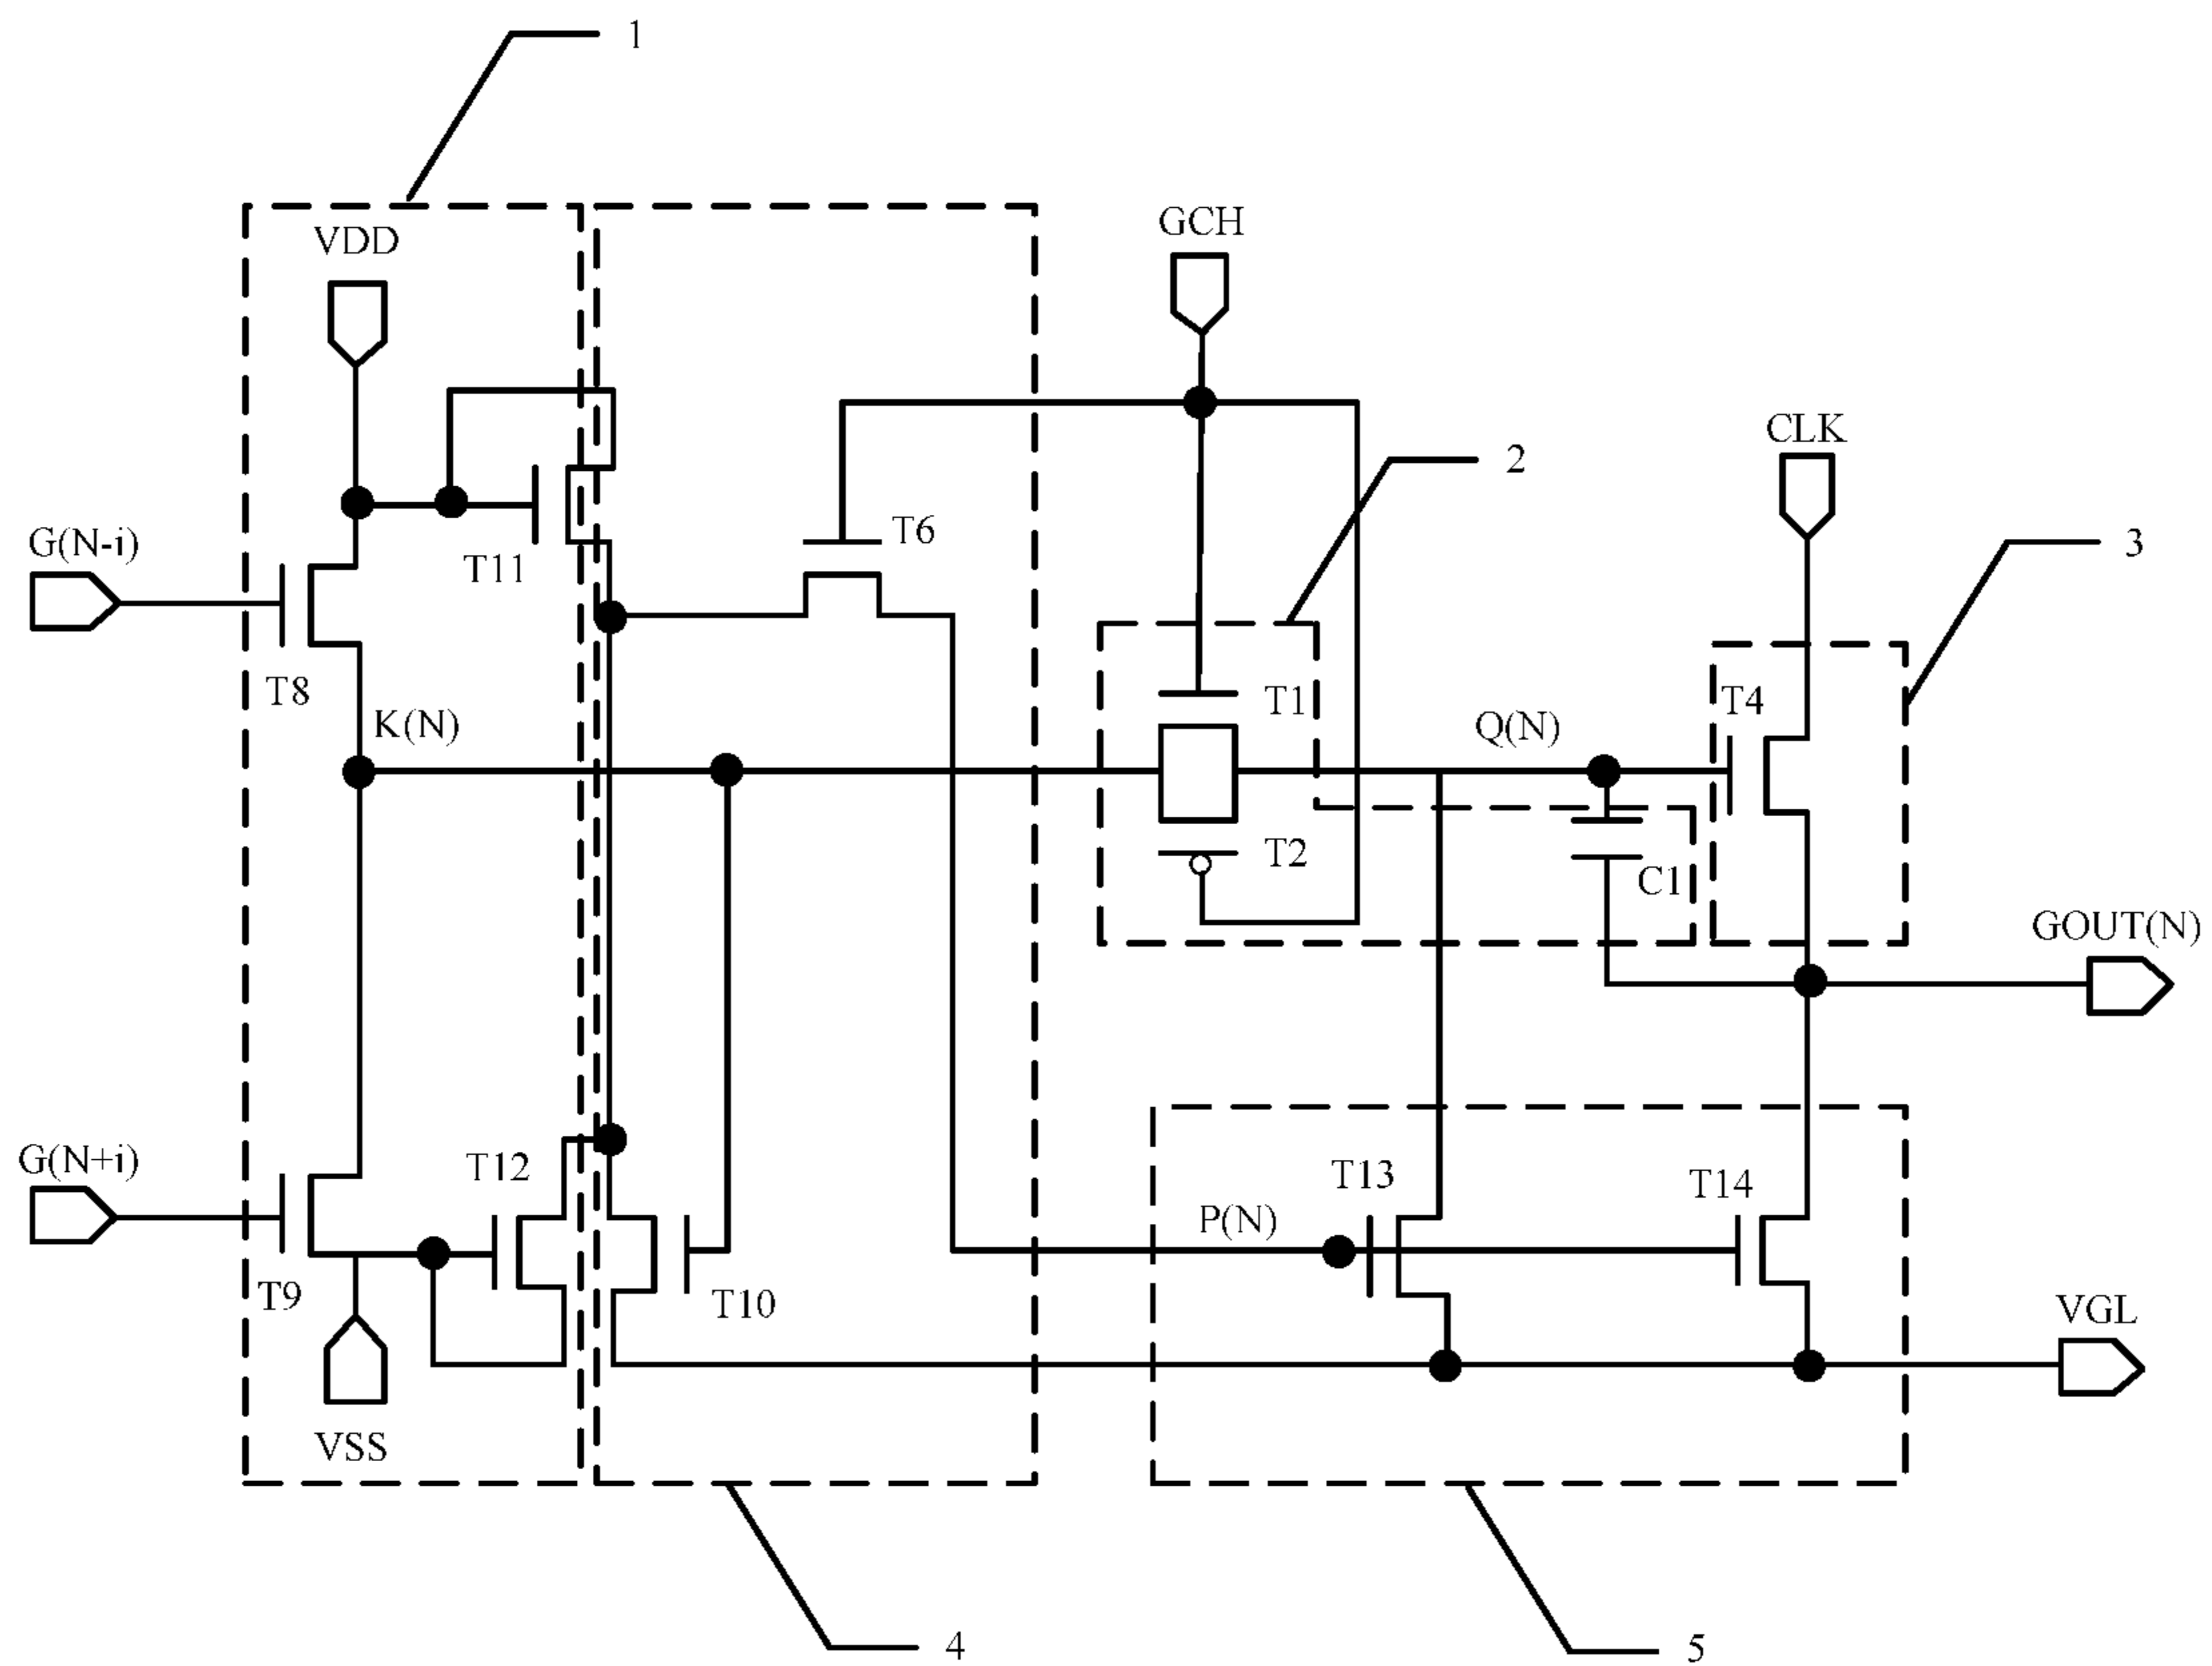 1
VDD
GCH
CLK
2
T6
G(N-i)
3
T11
T8
T1
T4
K(N)
Q(N)
T2
C1
GOUT(N)
G(N+i)
T12
T13
T14
P(N)
T9
T10
VGL
VSS
4
5